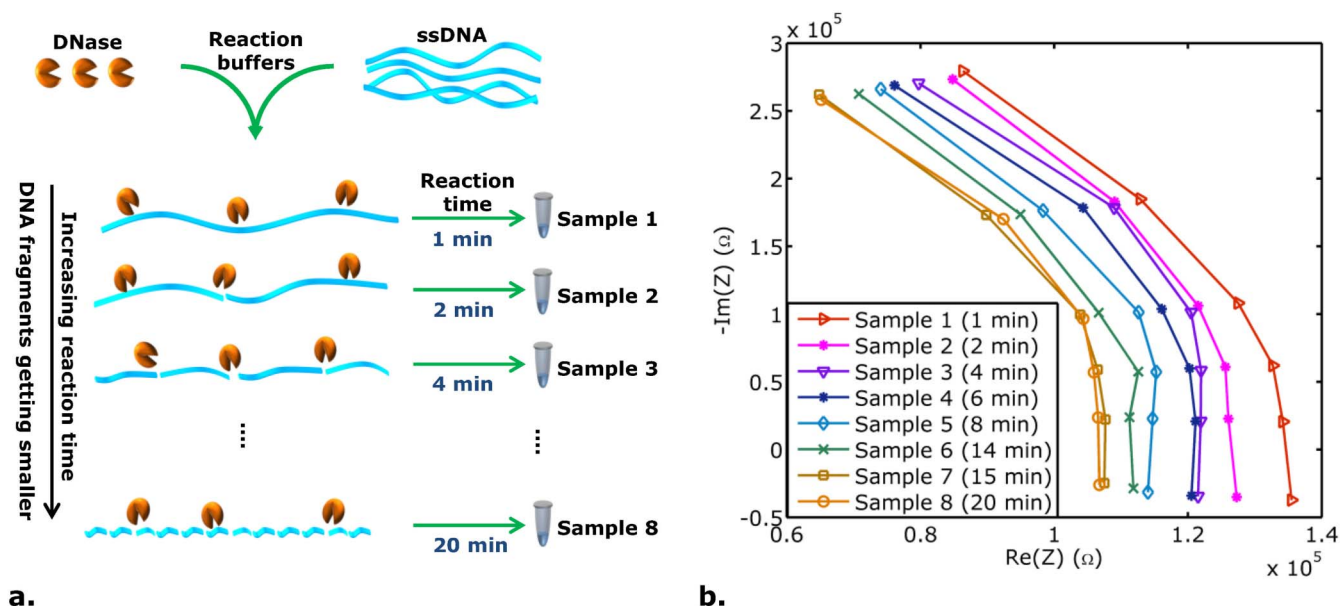 DNase
Reaction
buffers
ssDNA
Increasing reaction time
DNA fragments getting smaller
Reaction
time
1 min
Sample 1
2 min
Sample 2
4 min
Sample 3
20 min
Sample 8
a.
x 10⁵
3
2.5
2
1.5
1
0.5
0
-0.5
-Im(Z) (Ω)
Sample 1 (1 min)
Sample 2 (2 min)
Sample 3 (4 min)
Sample 4 (6 min)
Sample 5 (8 min)
Sample 6 (14 min)
Sample 7 (15 min)
Sample 8 (20 min)
0.6 0.8 1 1.2 1.4
Re(Z) (Ω)
x 10⁵
b.